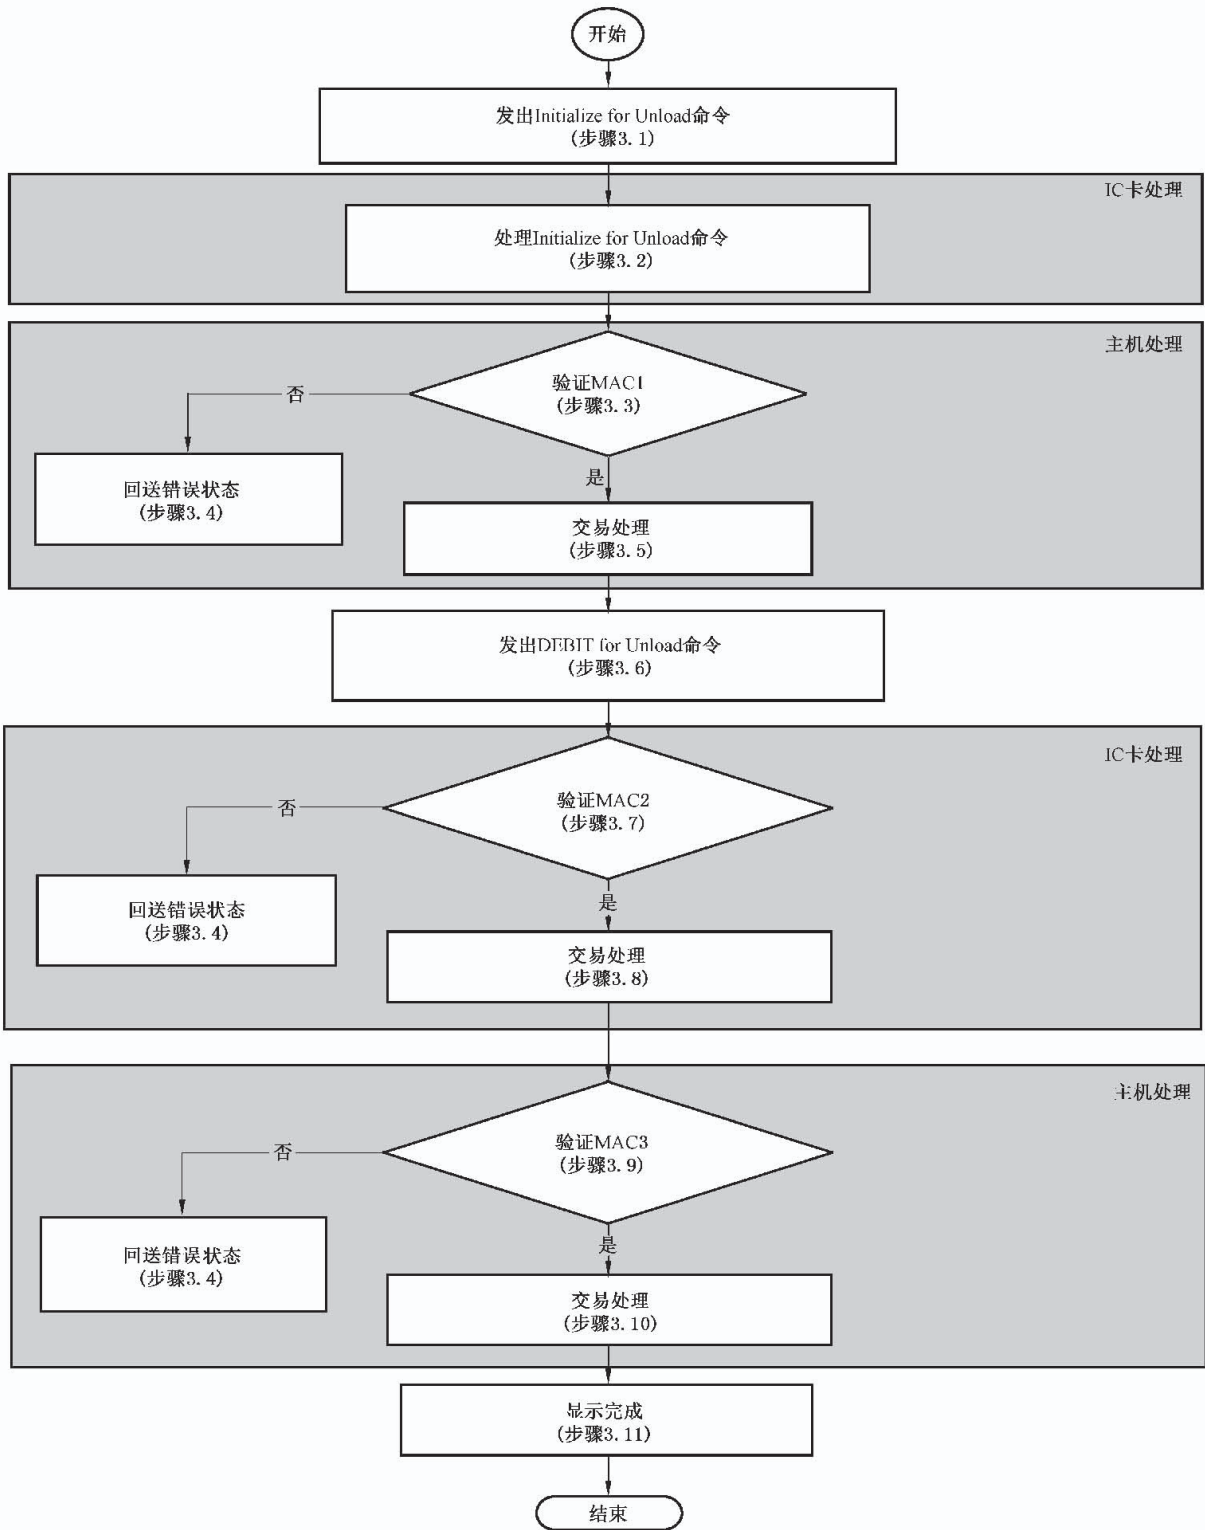 开始
发出Initialize for Unload命令
(步骤3.1)
IC卡处理
处理Initialize for Unload命令
(步骤3.2)
主机处理
验证MAC1
(步骤3.3)
否
回送错误状态
(步骤3.4)
是
交易处理
(步骤3.5)
发出DEBIT for Unload命令
(步骤3.6)
IC卡处理
验证MAC2
(步骤3.7)
否
回送错误状态
(步骤3.4)
是
交易处理
(步骤3.8)
主机处理
验证MAC3
(步骤3.9)
否
回送错误状态
(步骤3.4)
是
交易处理
(步骤3.10)
显示完成
(步骤3.11)
结束